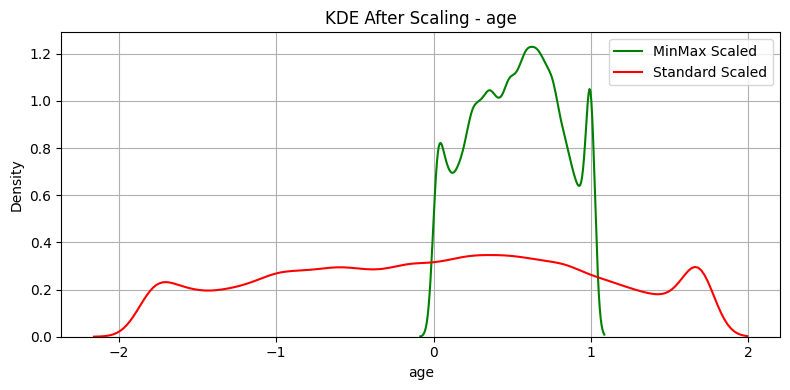 KDE After Scaling - age
MinMax Scaled
Standard Scaled
Density
1.2
1.0
0.8
0.6
0.4
0.2
0.0
−2
−1
0
1
2
age